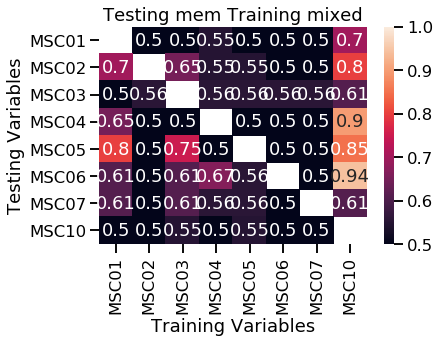 Testing mem Training mixed
MSC01 0.5 0.5 0.55 0.5 0.5 0.5 0.7
MSC02 0.7 0.5 0.65 0.55 0.55 0.5 0.5 0.8
MSC03 0.5 0.56 0.56 0.56 0.56 0.56 0.61
MSC04 0.65 0.5 0.5 0.5 0.5 0.5 0.9
MSC05 0.8 0.5 0.75 0.5 0.5 0.5 0.85
MSC06 0.61 0.5 0.61 0.67 0.56 0.5 0.94
MSC07 0.61 0.5 0.61 0.56 0.56 0.5 0.61
MSC10 0.5 0.5 0.55 0.5 0.55 0.5 0.5
Testing Variables
MSC01 MSC02 MSC03 MSC04 MSC05 MSC06 MSC07 MSC10
Training Variables
1.0
0.9
0.8
0.7
0.6
0.5